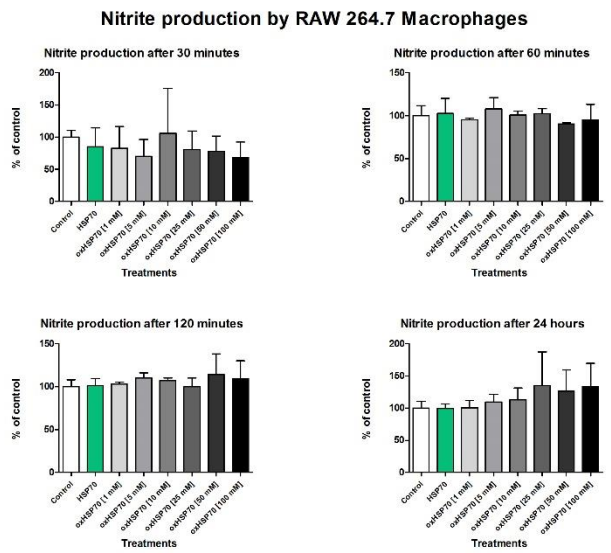 Nitrite production by RAW 264.7 Macrophages
Nitrite production after 30 minutes
% of control
200
150
100
50
0
Control
HSP70
oxHSP70 [1 mM]
oxHSP70 [5 mM]
oxHSP70 [10 mM]
oxHSP70 [25 mM]
oxHSP70 [50 mM]
oxHSP70 [100 mM]
Treatments
Nitrite production after 60 minutes
% of control
150
100
50
0
Control
HSP70
oxHSP70 [1 mM]
oxHSP70 [5 mM]
oxHSP70 [10 mM]
oxHSP70 [25 mM]
oxHSP70 [50 mM]
oxHSP70 [100 mM]
Treatments
Nitrite production after 120 minutes
% of control
150
100
50
0
Control
HSP70
oxHSP70 [1 mM]
oxHSP70 [5 mM]
oxHSP70 [10 mM]
oxHSP70 [25 mM]
oxHSP70 [50 mM]
oxHSP70 [100 mM]
Treatments
Nitrite production after 24 hours
% of control
200
150
100
50
0
Control
HSP70
oxHSP70 [1 mM]
oxHSP70 [5 mM]
oxHSP70 [10 mM]
oxHSP70 [25 mM]
oxHSP70 [50 mM]
oxHSP70 [100 mM]
Treatments